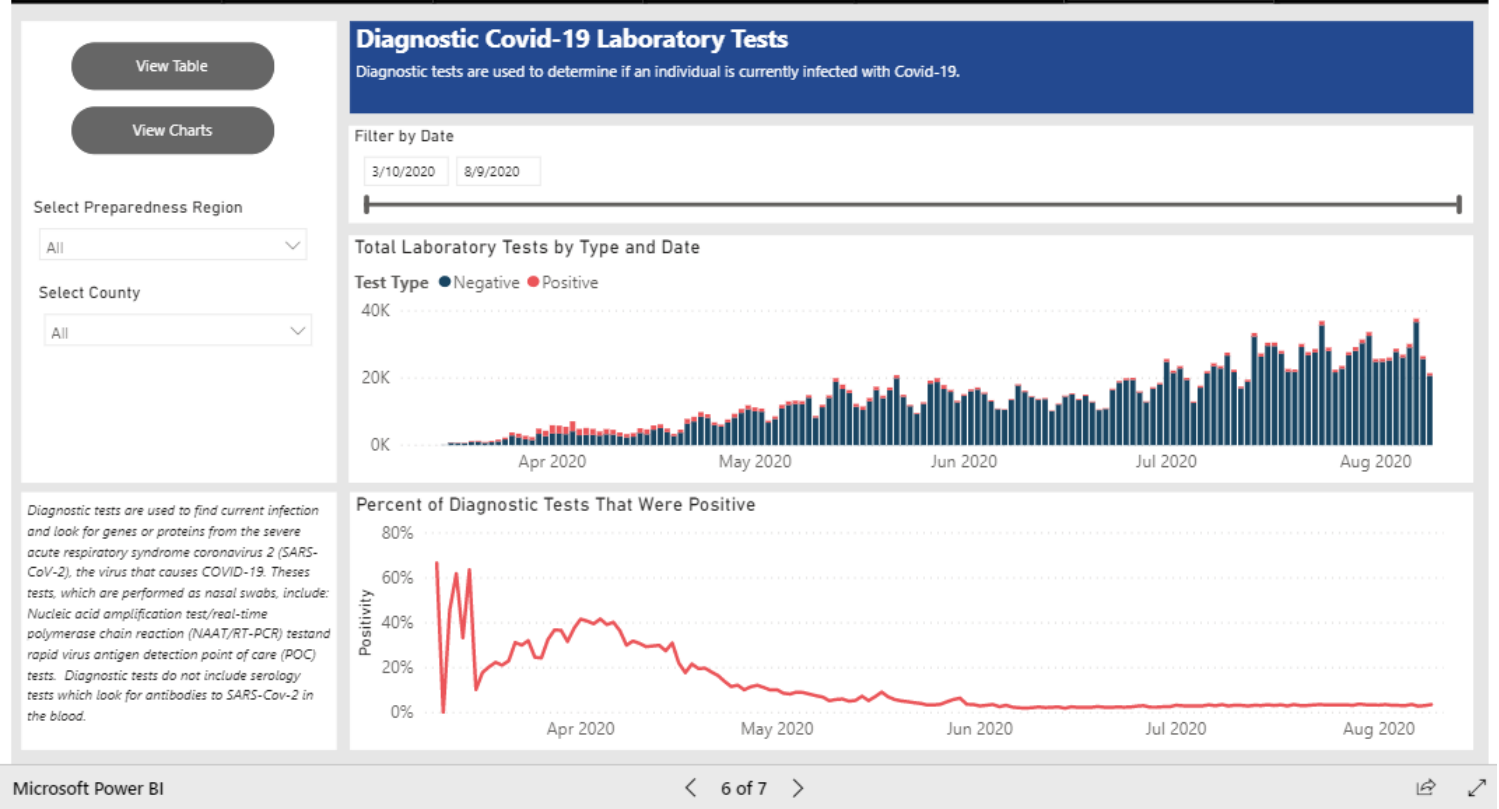 View Table
View Charts
Select Preparedness Region
All
Select County
All
Diagnostic tests are used to find current infection
and look for genes or proteins from the severe
acute respiratory syndrome coronavirus 2 (SARS-
CoV-2), the virus that causes COVID-19. Theses
tests, which are performed as nasal swabs, include:
Nucleic acid amplification test/real-time
polymerase chain reaction (NAAT/RT-PCR) testand
rapid virus antigen detection point of care (POC)
tests.  Diagnostic tests do not include serology
tests which look for antibodies to SARS-Cov-2 in
the blood.
Diagnostic Covid-19 Laboratory Tests
Diagnostic tests are used to determine if an individual is currently infected with Covid-19.
Filter by Date
3/10/2020 8/9/2020
Total Laboratory Tests by Type and Date
Test Type Negative Positive
40K
20K
0K
Apr 2020 May 2020 Jun 2020 Jul 2020 Aug 2020
Percent of Diagnostic Tests That Were Positive
Positivity
80%
60%
40%
20%
0%
Apr 2020 May 2020 Jun 2020 Jul 2020 Aug 2020
Microsoft Power BI
6 of 7